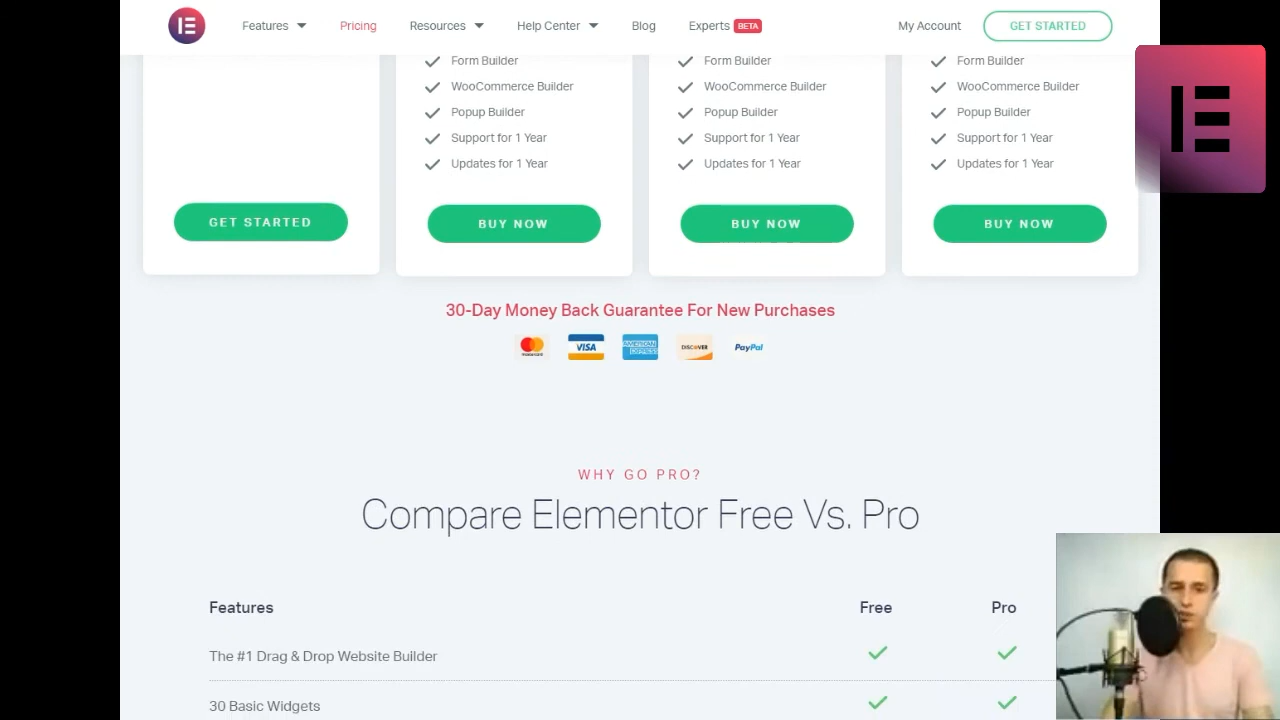 Features Pricing Resources Help Center Blog Experts BETA My Account GET STARTED
Form Builder Form Builder Form Builder
WooCommerce Builder WooCommerce Builder WooCommerce Builder
Popup Builder Popup Builder Popup Builder
Support for 1 Year Support for 1 Year Support for 1 Year
Updates for 1 Year Updates for 1 Year Updates for 1 Year
GET STARTED BUY NOW BUY NOW BUY NOW
30-Day Money Back Guarantee For New Purchases
mastercard VISA AMERICAN EXPRESS DISCOVER PayPal
WHY GO PRO?
Compare Elementor Free Vs. Pro
Features Free Pro
The #1 Drag & Drop Website Builder
30 Basic Widgets